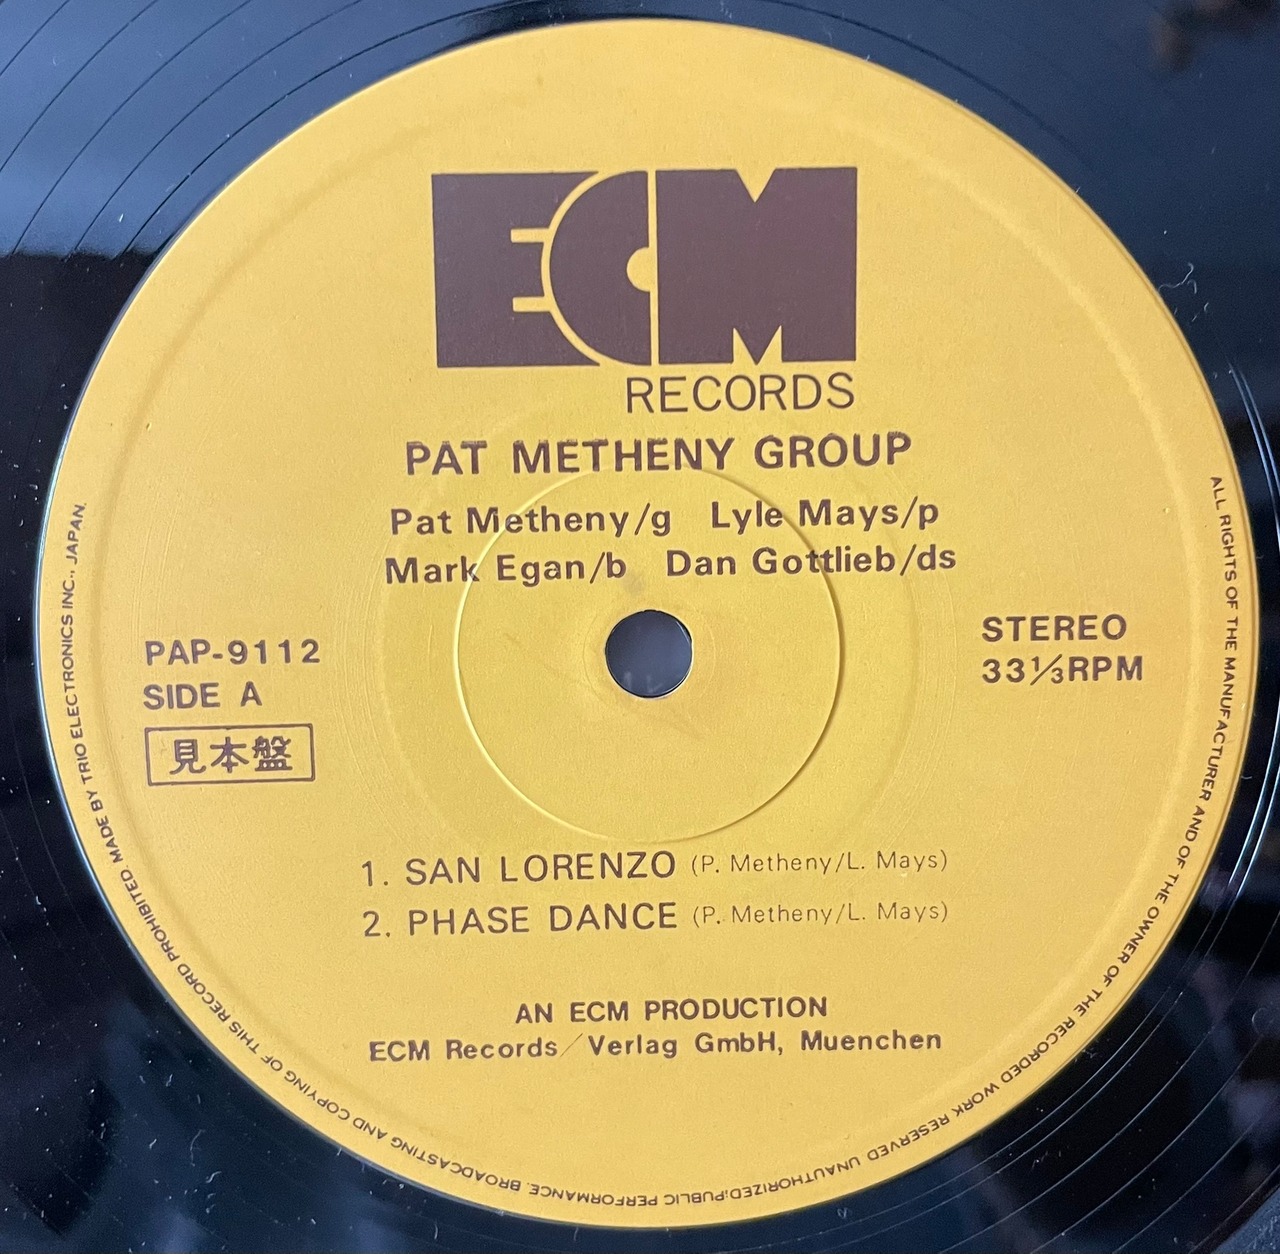 ECM
RECORDS
PAT METHENY GROUP
Pat Metheny/g Lyle Mays/p
Mark Egan/b Dan Gottlieb/ds
PAP-9112
SIDE A
見本盤
STEREO
33⅓RPM
1. SAN LORENZO (P. Metheny/L. Mays)
2. PHASE DANCE (P. Metheny/L. Mays)
AN ECM PRODUCTION
ECM Records/Verlag GmbH, Muenchen
ALL RIGHTS OF THE MANUFACTURER AND OF THE OWNER OF THE RECORDED WORK RESERVED UNAUTHORIZED;PUBLIC PERFORMANCE. BROADCASTING AND COPYING OF THIS RECORD PROHIBITED. MADE BY TRIO ELECTRONICS INC., JAPAN.